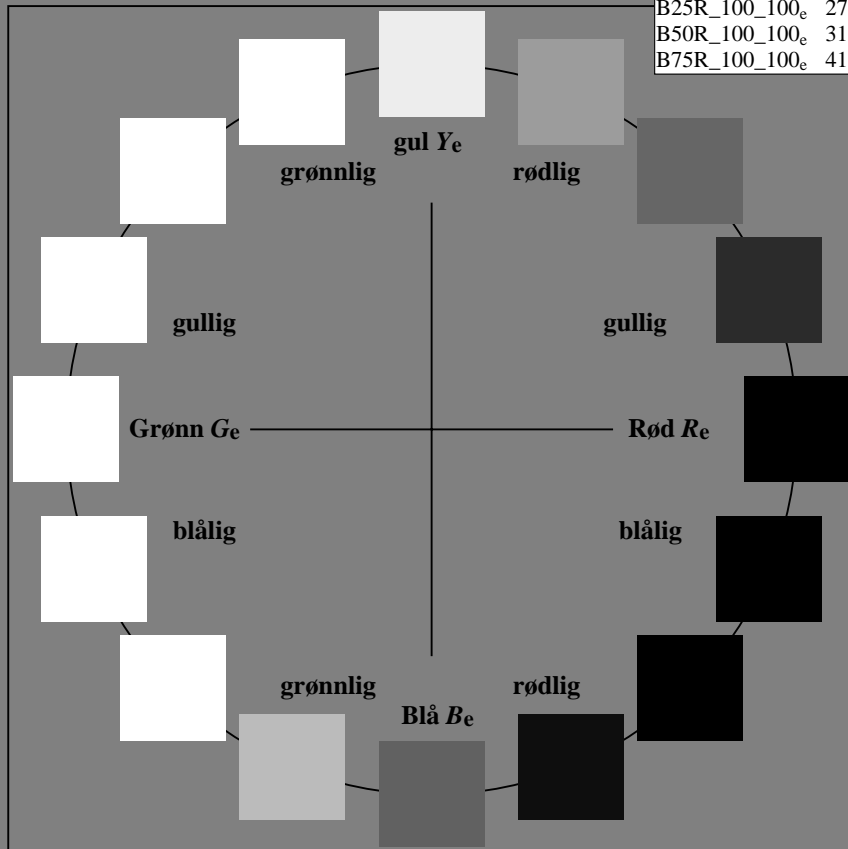 B25R_100_100e 27
B50R_100_100e 31
B75R_100_100e 41
gul Ye
grønnlig rødlig
gullig gullig
Grønn Ge Rød Re
blålig blålig
grønnlig rødlig
Blå Be